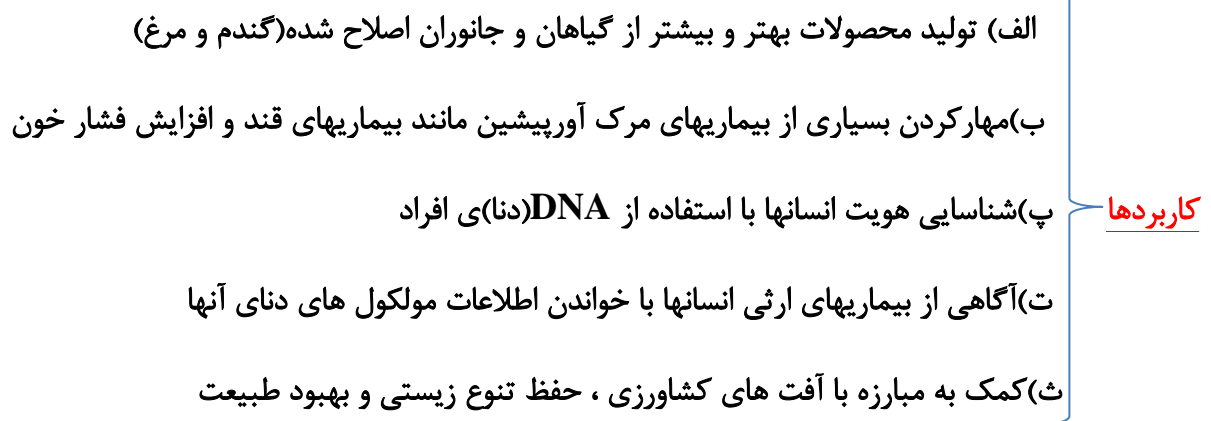 الف) تولید محصولات بهتر و بیشتر از گیاهان و جانوران اصلاح شده(گندم و مرغ)
ب)مهارکردن بسیاری از بیماریهای مرک آورپیشین مانند بیماریهای قند و افزایش فشار خون
کاربردها
پ)شناسایی هویت انسانها با استفاده از DNA(دنا)ی افراد
ت)آگاهی از بیماریهای ارثی انسانها با خواندن اطلاعات مولکول های دنای آنها
ث)کمک به مبارزه با آفت های کشاورزی ، حفظ تنوع زیستی و بهبود طبیعت